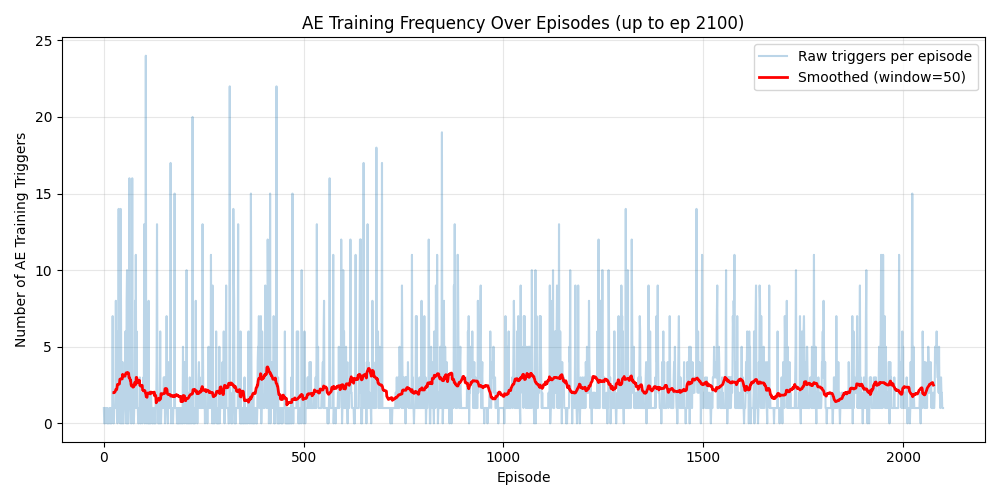 AE Training Frequency Over Episodes (up to ep 2100)
Raw triggers per episode
Smoothed (window=50)
Number of AE Training Triggers
25
20
15
10
5
0
0 500 1000 1500 2000
Episode